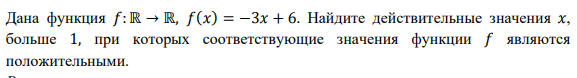 Дана функция 𝑓: ℝ → ℝ, 𝑓(𝑥) = −3𝑥 + 6. Найдите действительные значения 𝑥,
больше 1, при которых соответствующие значения функции 𝑓 являются
положительными.